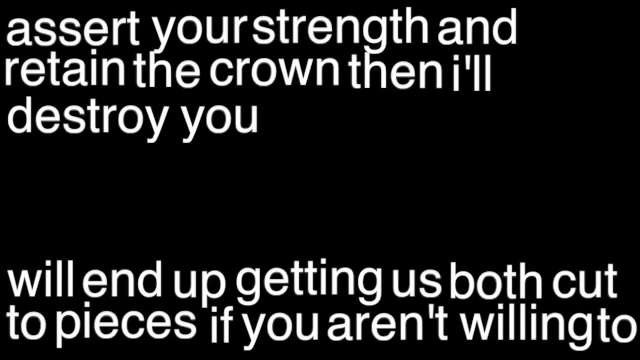 assert your strength and
retain the crown then i'll
destroy you
will end up getting us both cut
to pieces if you aren't willing to